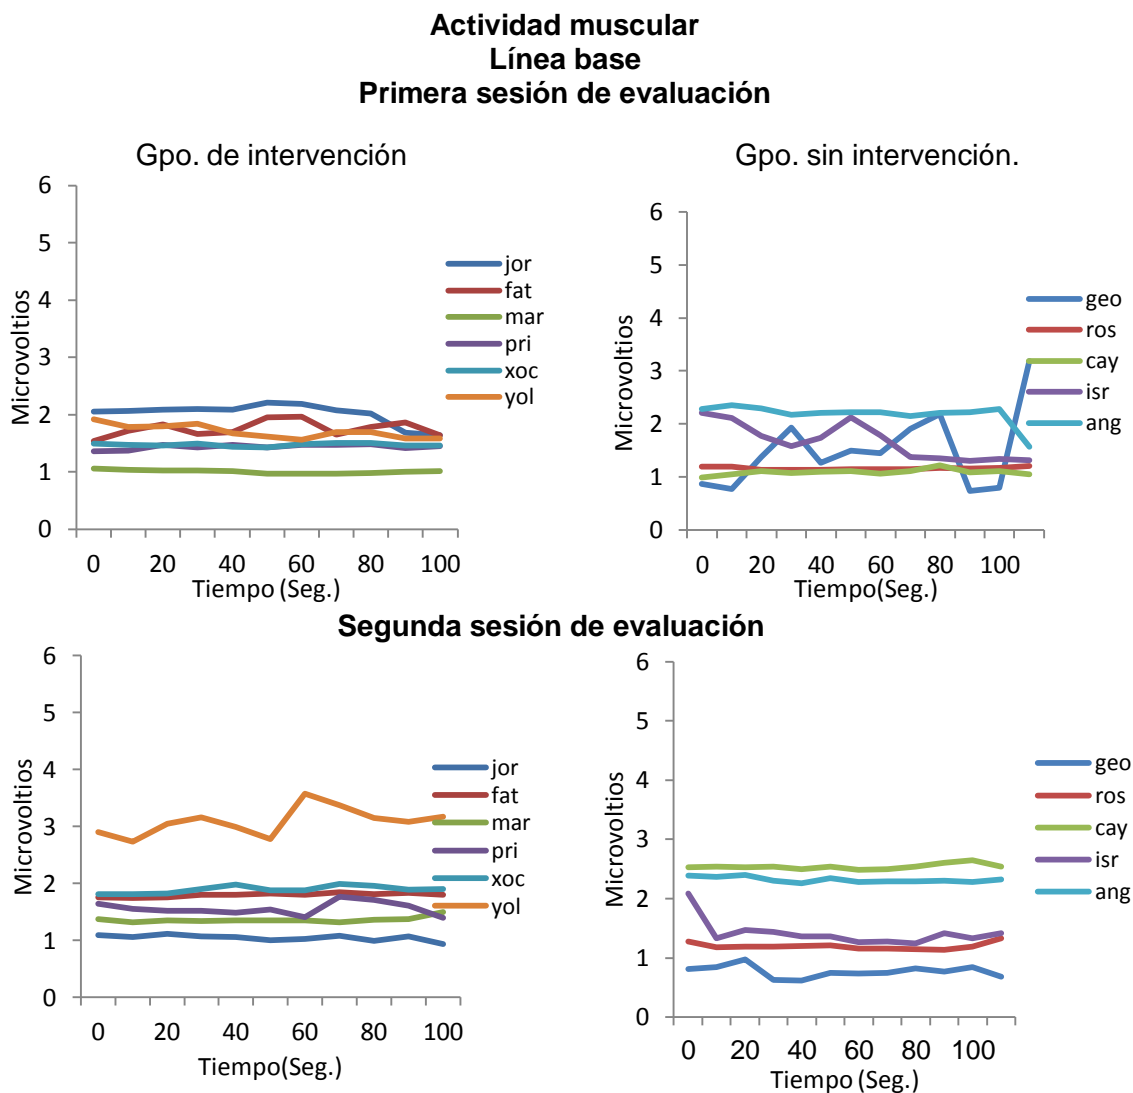 Actividad muscular
Línea base
Primera sesión de evaluación
Gpo. de intervención
6
5
4
3
2
1
0
Microvoltios
0 20 40 60 80 100
Tiempo (Seg.)
jor
fat
mar
pri
xoc
yol
Gpo. sin intervención.
6
5
4
3
2
1
0
Microvoltios
0 20 40 60 80 100
Tiempo(Seg.)
geo
ros
cay
isr
ang
Segunda sesión de evaluación
6
5
4
3
2
1
0
Microvoltios
0 20 40 60 80 100
Tiempo(Seg.)
jor
fat
mar
pri
xoc
yol
6
5
4
3
2
1
0
Microvoltios
0 20 40 60 80 100
Tiempo (Seg.)
geo
ros
cay
isr
ang